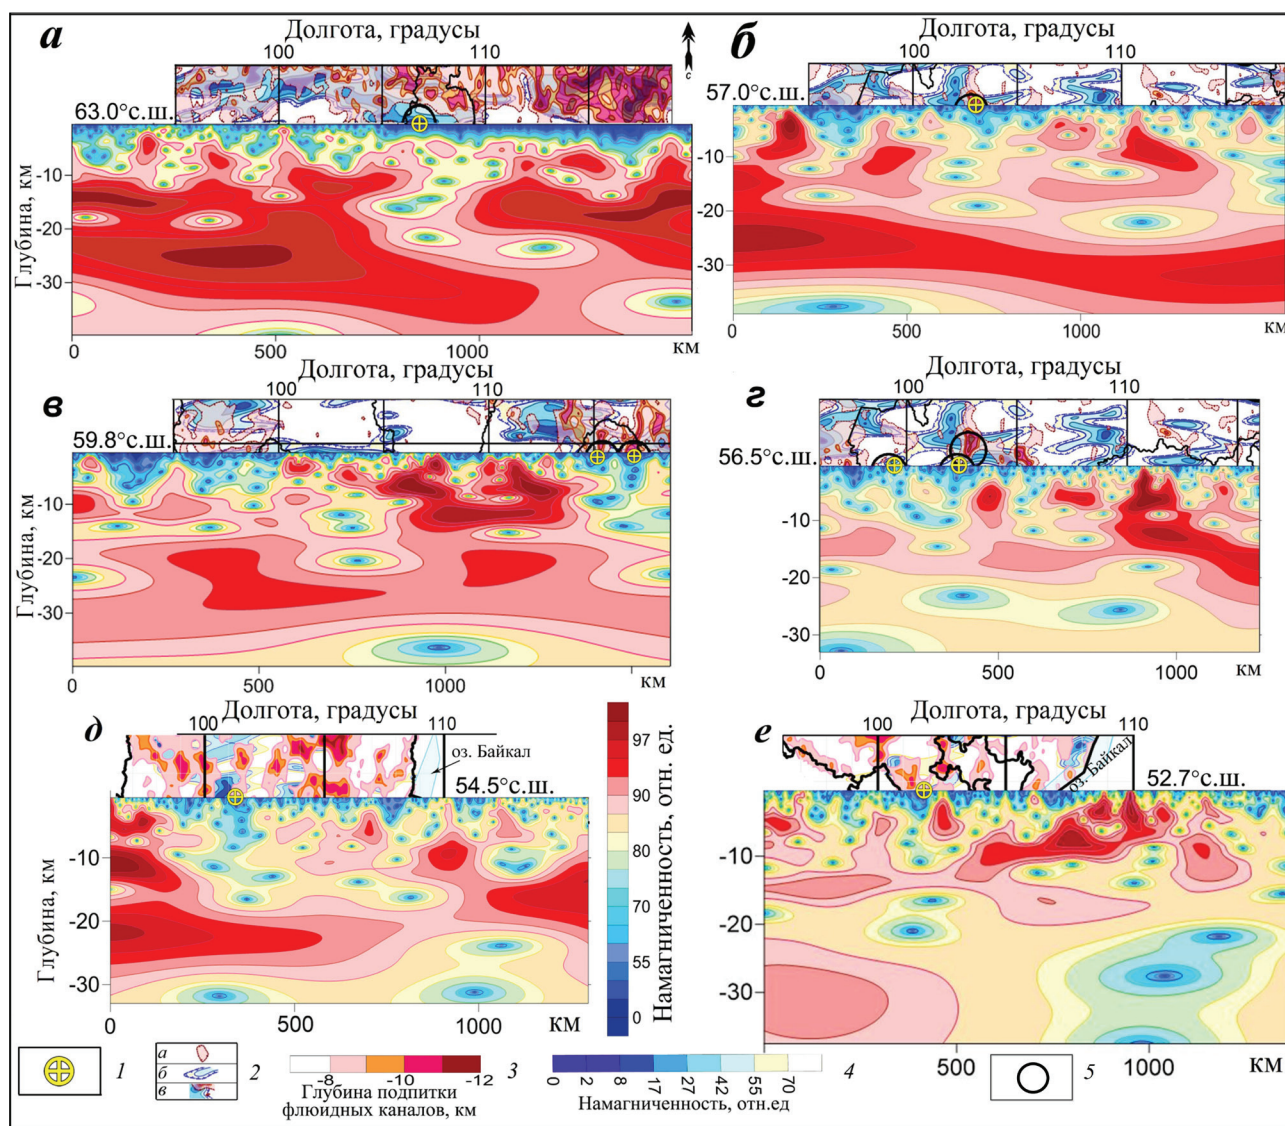 а
Долгота, градусы
100 110
63.0°с.ш.
с
Глубина, км
-10
-20
-30
0 500 1000 км
б
Долгота, градусы
100 110
57.0°с.ш.
-10
-20
-30
0 500 1000 км
в
Долгота, градусы
100 110
59.8°с.ш.
Глубина, км
-10
-20
-30
0 500 1000 км
г
Долгота, градусы
100 110
56.5°с.ш.
-10
-20
-30
0 500 1000 км
д
Долгота, градусы
100 110
оз. Байкал
54.5°с.ш.
Глубина, км
-10
-20
-30
0 500 1000 км
97
90
80
70
55
0
Намагниченность, отн. ед.
е
Долгота, градусы
100 110
оз. Байкал
52.7°с.ш.
-10
-20
-30
500 1000 км
1
а
б
в
2
-8 -10 -12
Глубина подпитки
флюидных каналов, км
3
0 2 8 17 27 42 55 70
Намагниченность, отн.ед
4
5